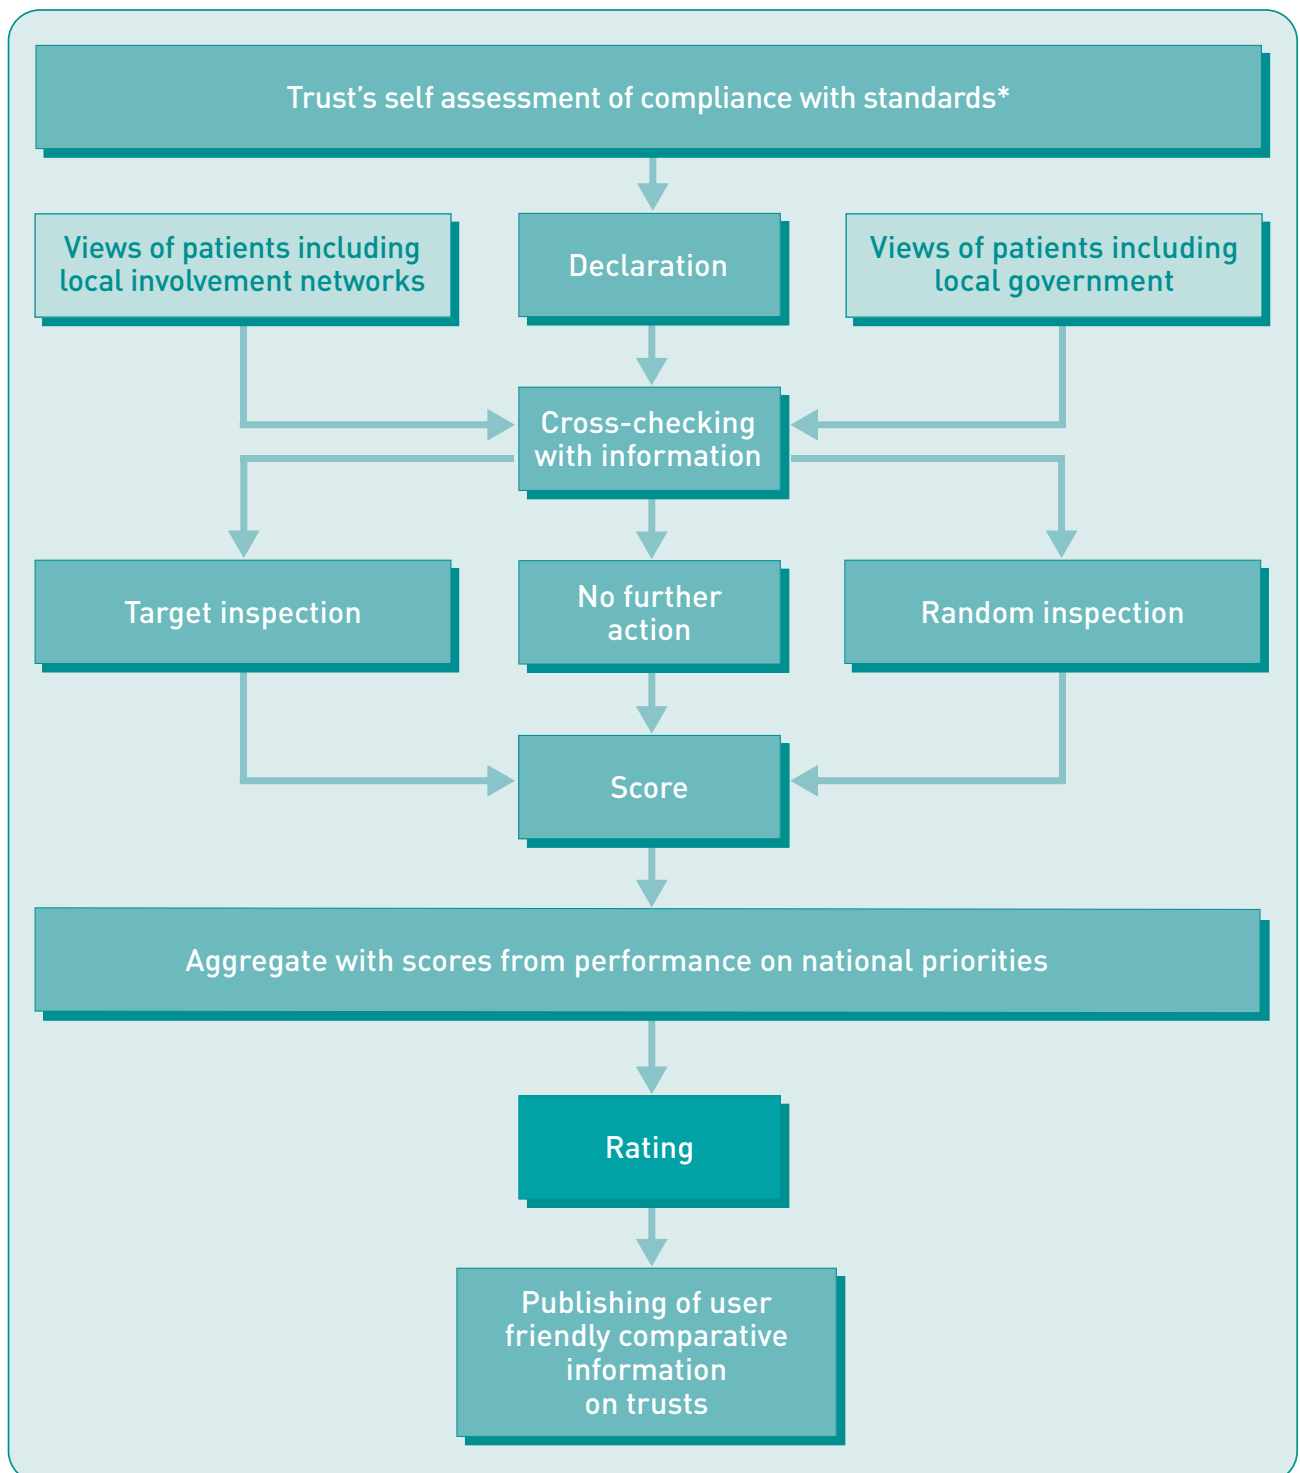 Trust's self assessment of compliance with standards*
Views of patients including
local involvement networks
Declaration
Views of patients including
local government
Cross-checking
with information
Target inspection
No further
action
Random inspection
Score
Aggregate with scores from performance on national priorities
Rating
Publishing of user
friendly comparative
information
on trusts